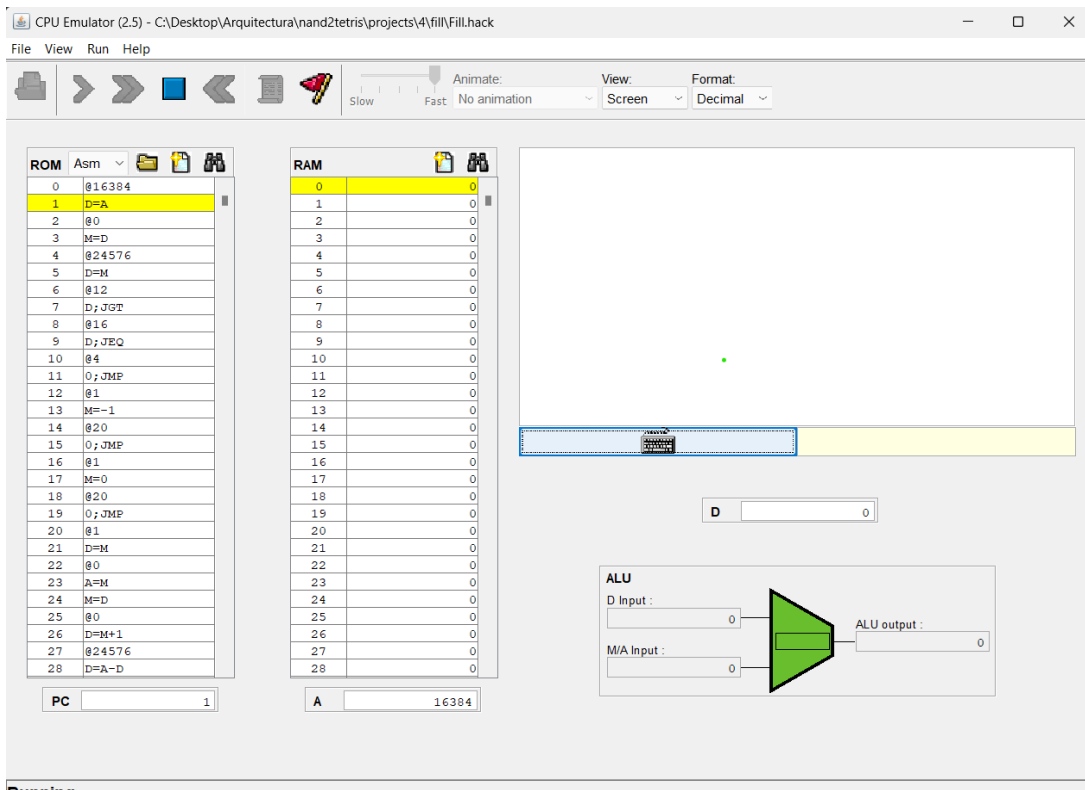 CPU Emulator (2.5) - C:\Desktop\Arquitectura\nand2tetris\projects\4\fill\Fill.hack
File View Run Help
Animate: View: Format:
Slow Fast No animation Screen Decimal
ROM Asm RAM
0 @16384 0 0
1 D=A 1 0
2 @0 2 0
3 M=D 3 0
4 @24576 4 0
5 D=M 5 0
6 @12 6 0
7 D;JGT 7 0
8 @16 8 0
9 D;JEQ 9 0
10 @4 10 0
11 0;JMP 11 0
12 @1 12 0
13 M=-1 13 0
14 @20 14 0
15 0;JMP 15 0
16 @1 16 0
17 M=0 17 0
18 @20 18 0
19 0;JMP 19 0
20 @1 20 0
21 D=M 21 0
22 @0 22 0
23 A=M 23 0
24 M=D 24 0
25 @0 25 0
26 D=M+1 26 0
27 @24576 27 0
28 D=A-D 28 0
PC 1 A 16384
D 0
ALU
D Input :
0
ALU output :
0
M/A Input :
0